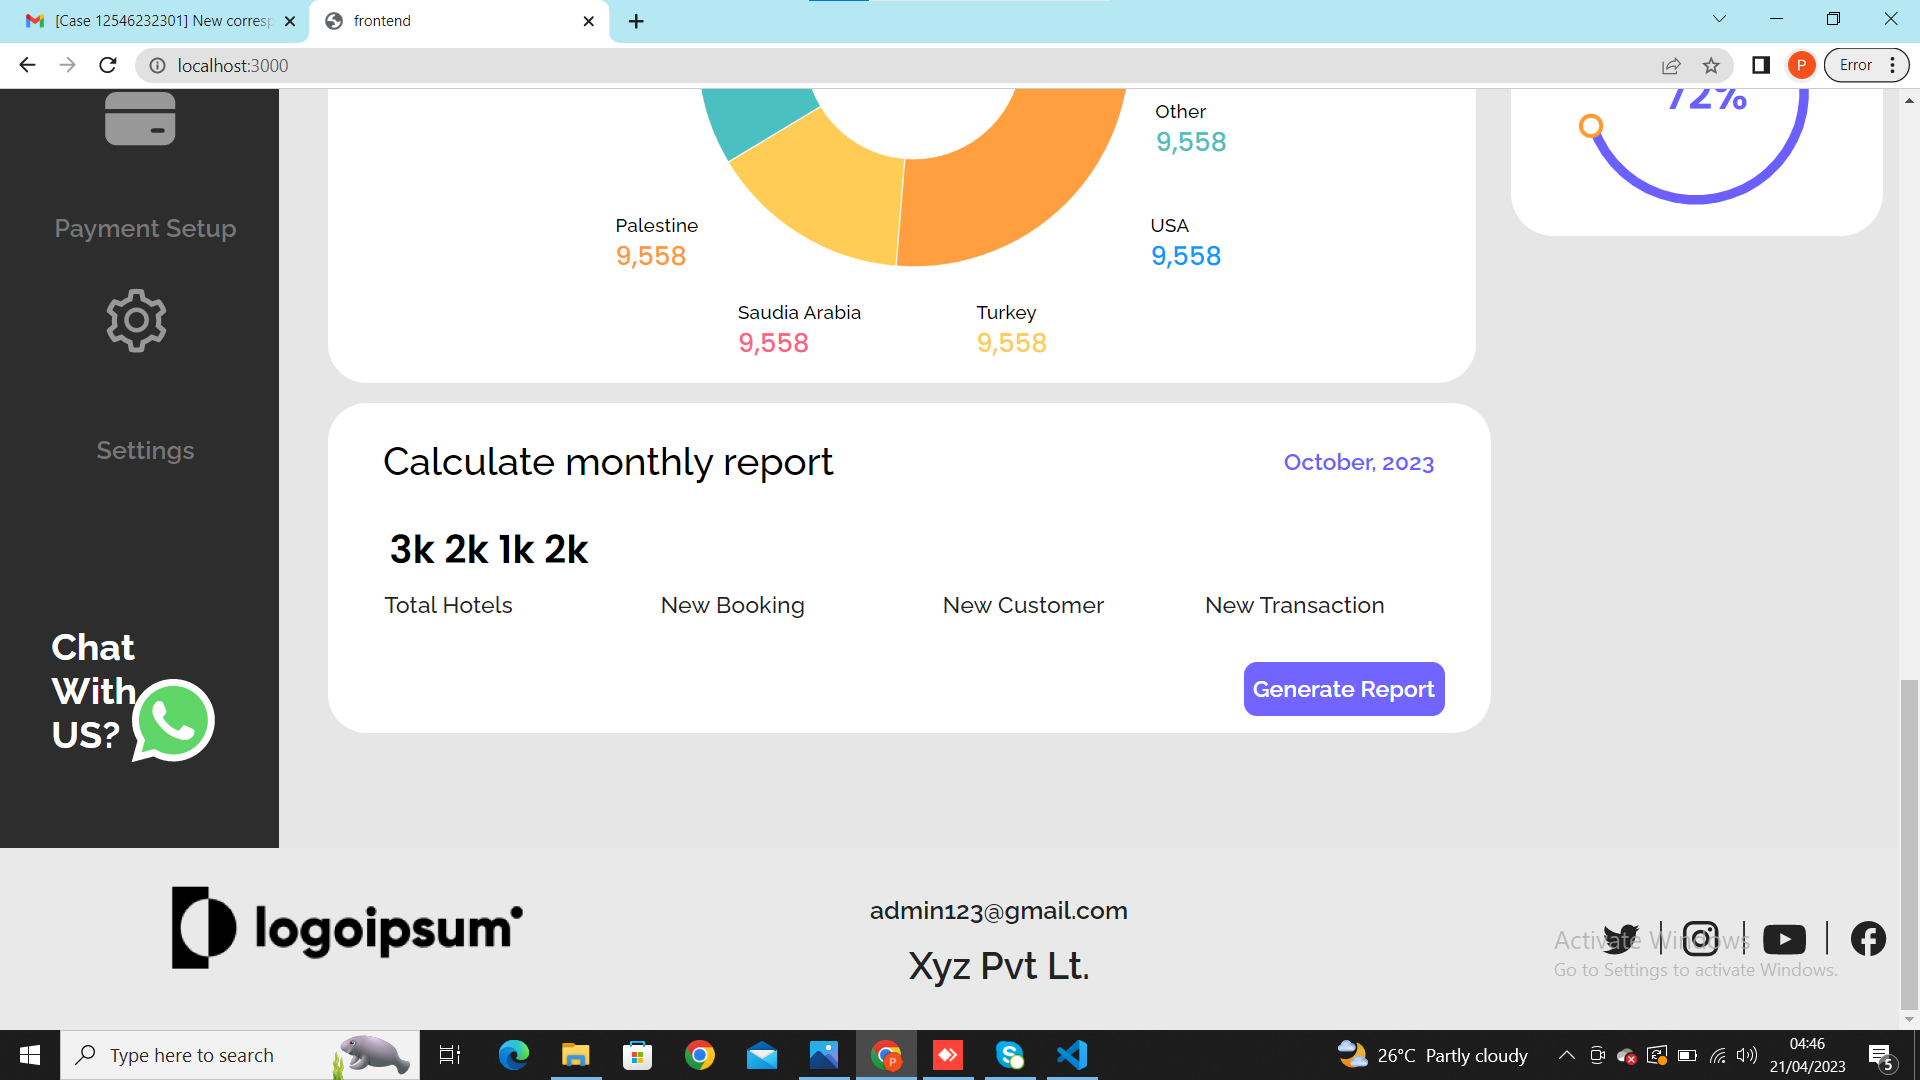 [Case 12546232301] New corresp
frontend
localhost:3000
P
Error
72%
Other
9,558
Payment Setup
Palestine
9,558
USA
9,558
Saudia Arabia
9,558
Turkey
9,558
Settings
Calculate monthly report
October, 2023
3k 2k 1k 2k
Total Hotels
New Booking
New Customer
New Transaction
Chat
With
US?
Generate Report
logoipsum
admin123@gmail.com
Xyz Pvt Lt.
Activate Windows
Go to Settings to activate Windows.
Type here to search
P
26°C Partly cloudy
04:46
21/04/2023
5